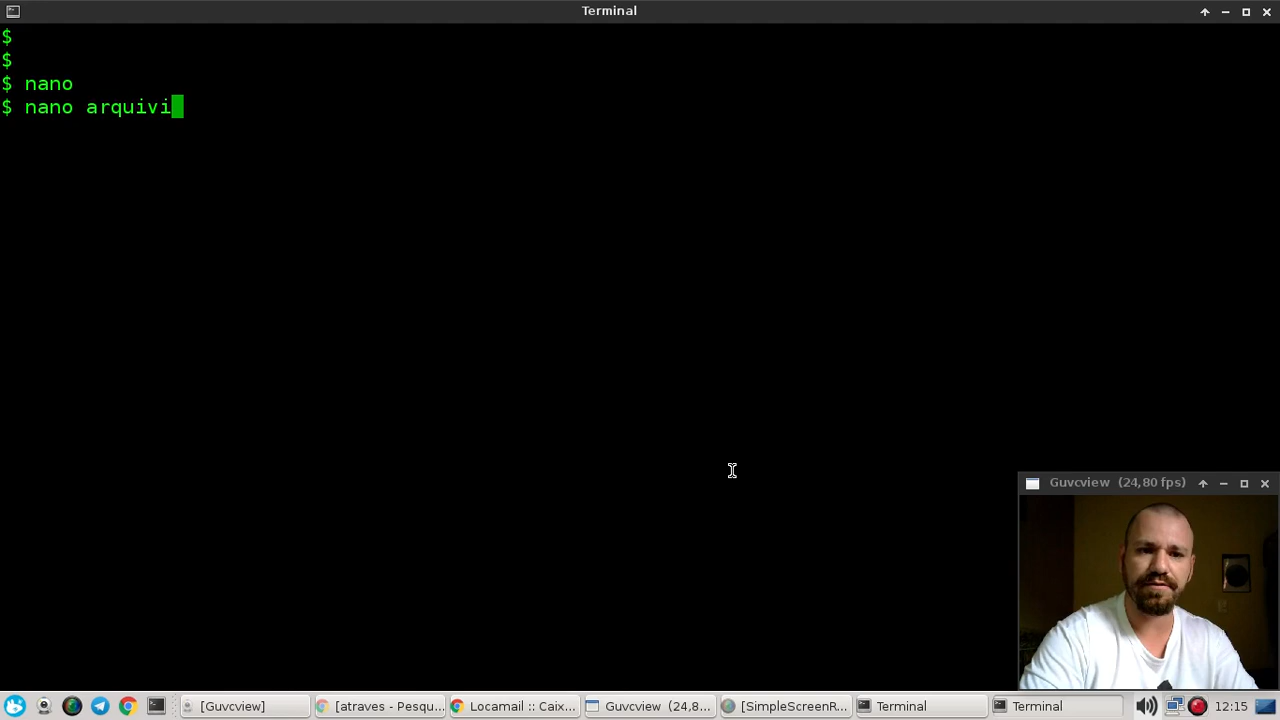 Terminal
$
$
$ nano
$ nano arquivi
Guvcview (24,80 fps)
[Guvcview]
[atraves - Pesqu...
Locamail :: Caix...
Guvcview (24,8...
[SimpleScreenR...
Terminal
Terminal
12:15